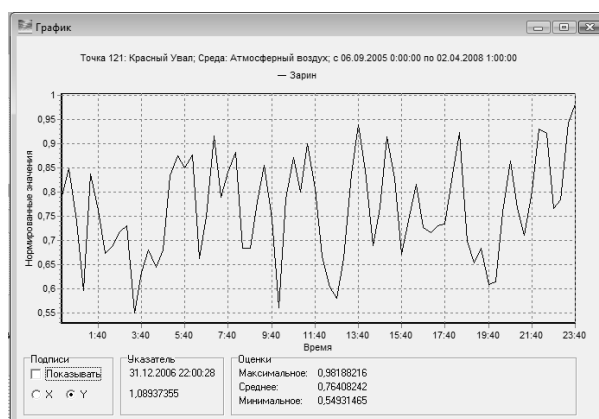 График
Точка 121: Красный Увал; Среда: Атмосферный воздух; с 06.09.2005 0:00:00 по 02.04.2008 1:00:00
— Зарин
Нормированные значения
1
0,95
0,9
0,85
0,8
0,75
0,7
0,65
0,6
0,55
1:40 3:40 5:40 7:40 9:40 11:40 13:40 15:40 17:40 19:40 21:40 23:40
Время
Подписи
Показывать
X Y
Указатель
31.12.2006 22:00:28
1,08937355
Оценки
Максимальное: 0,98188216
Среднее: 0,76408242
Минимальное: 0,54931465